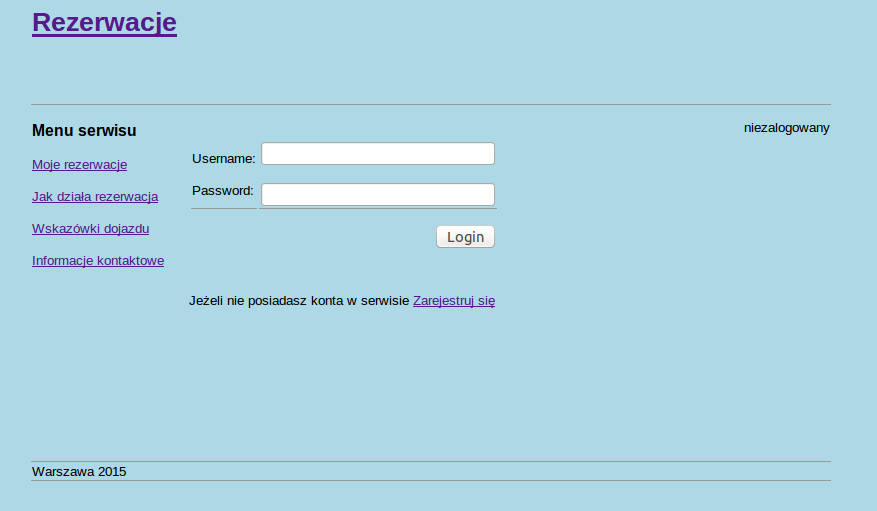 Rezerwacje
Menu serwisu
niezalogowany
Moje rezerwacje
Jak działa rezerwacja
Wskazówki dojazdu
Informacje kontaktowe
Username:
Password:
Login
Jeżeli nie posiadasz konta w serwisie Zarejestruj się
Warszawa 2015